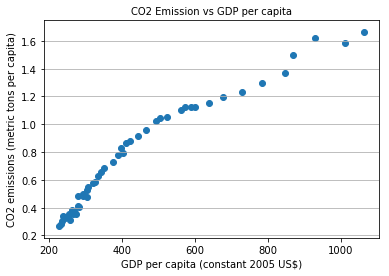 CO2 Emission vs GDP per capita
CO2 emissions (metric tons per capita)
1.6
1.4
1.2
1.0
0.8
0.6
0.4
0.2
200 400 600 800 1000
GDP per capita (constant 2005 US$)